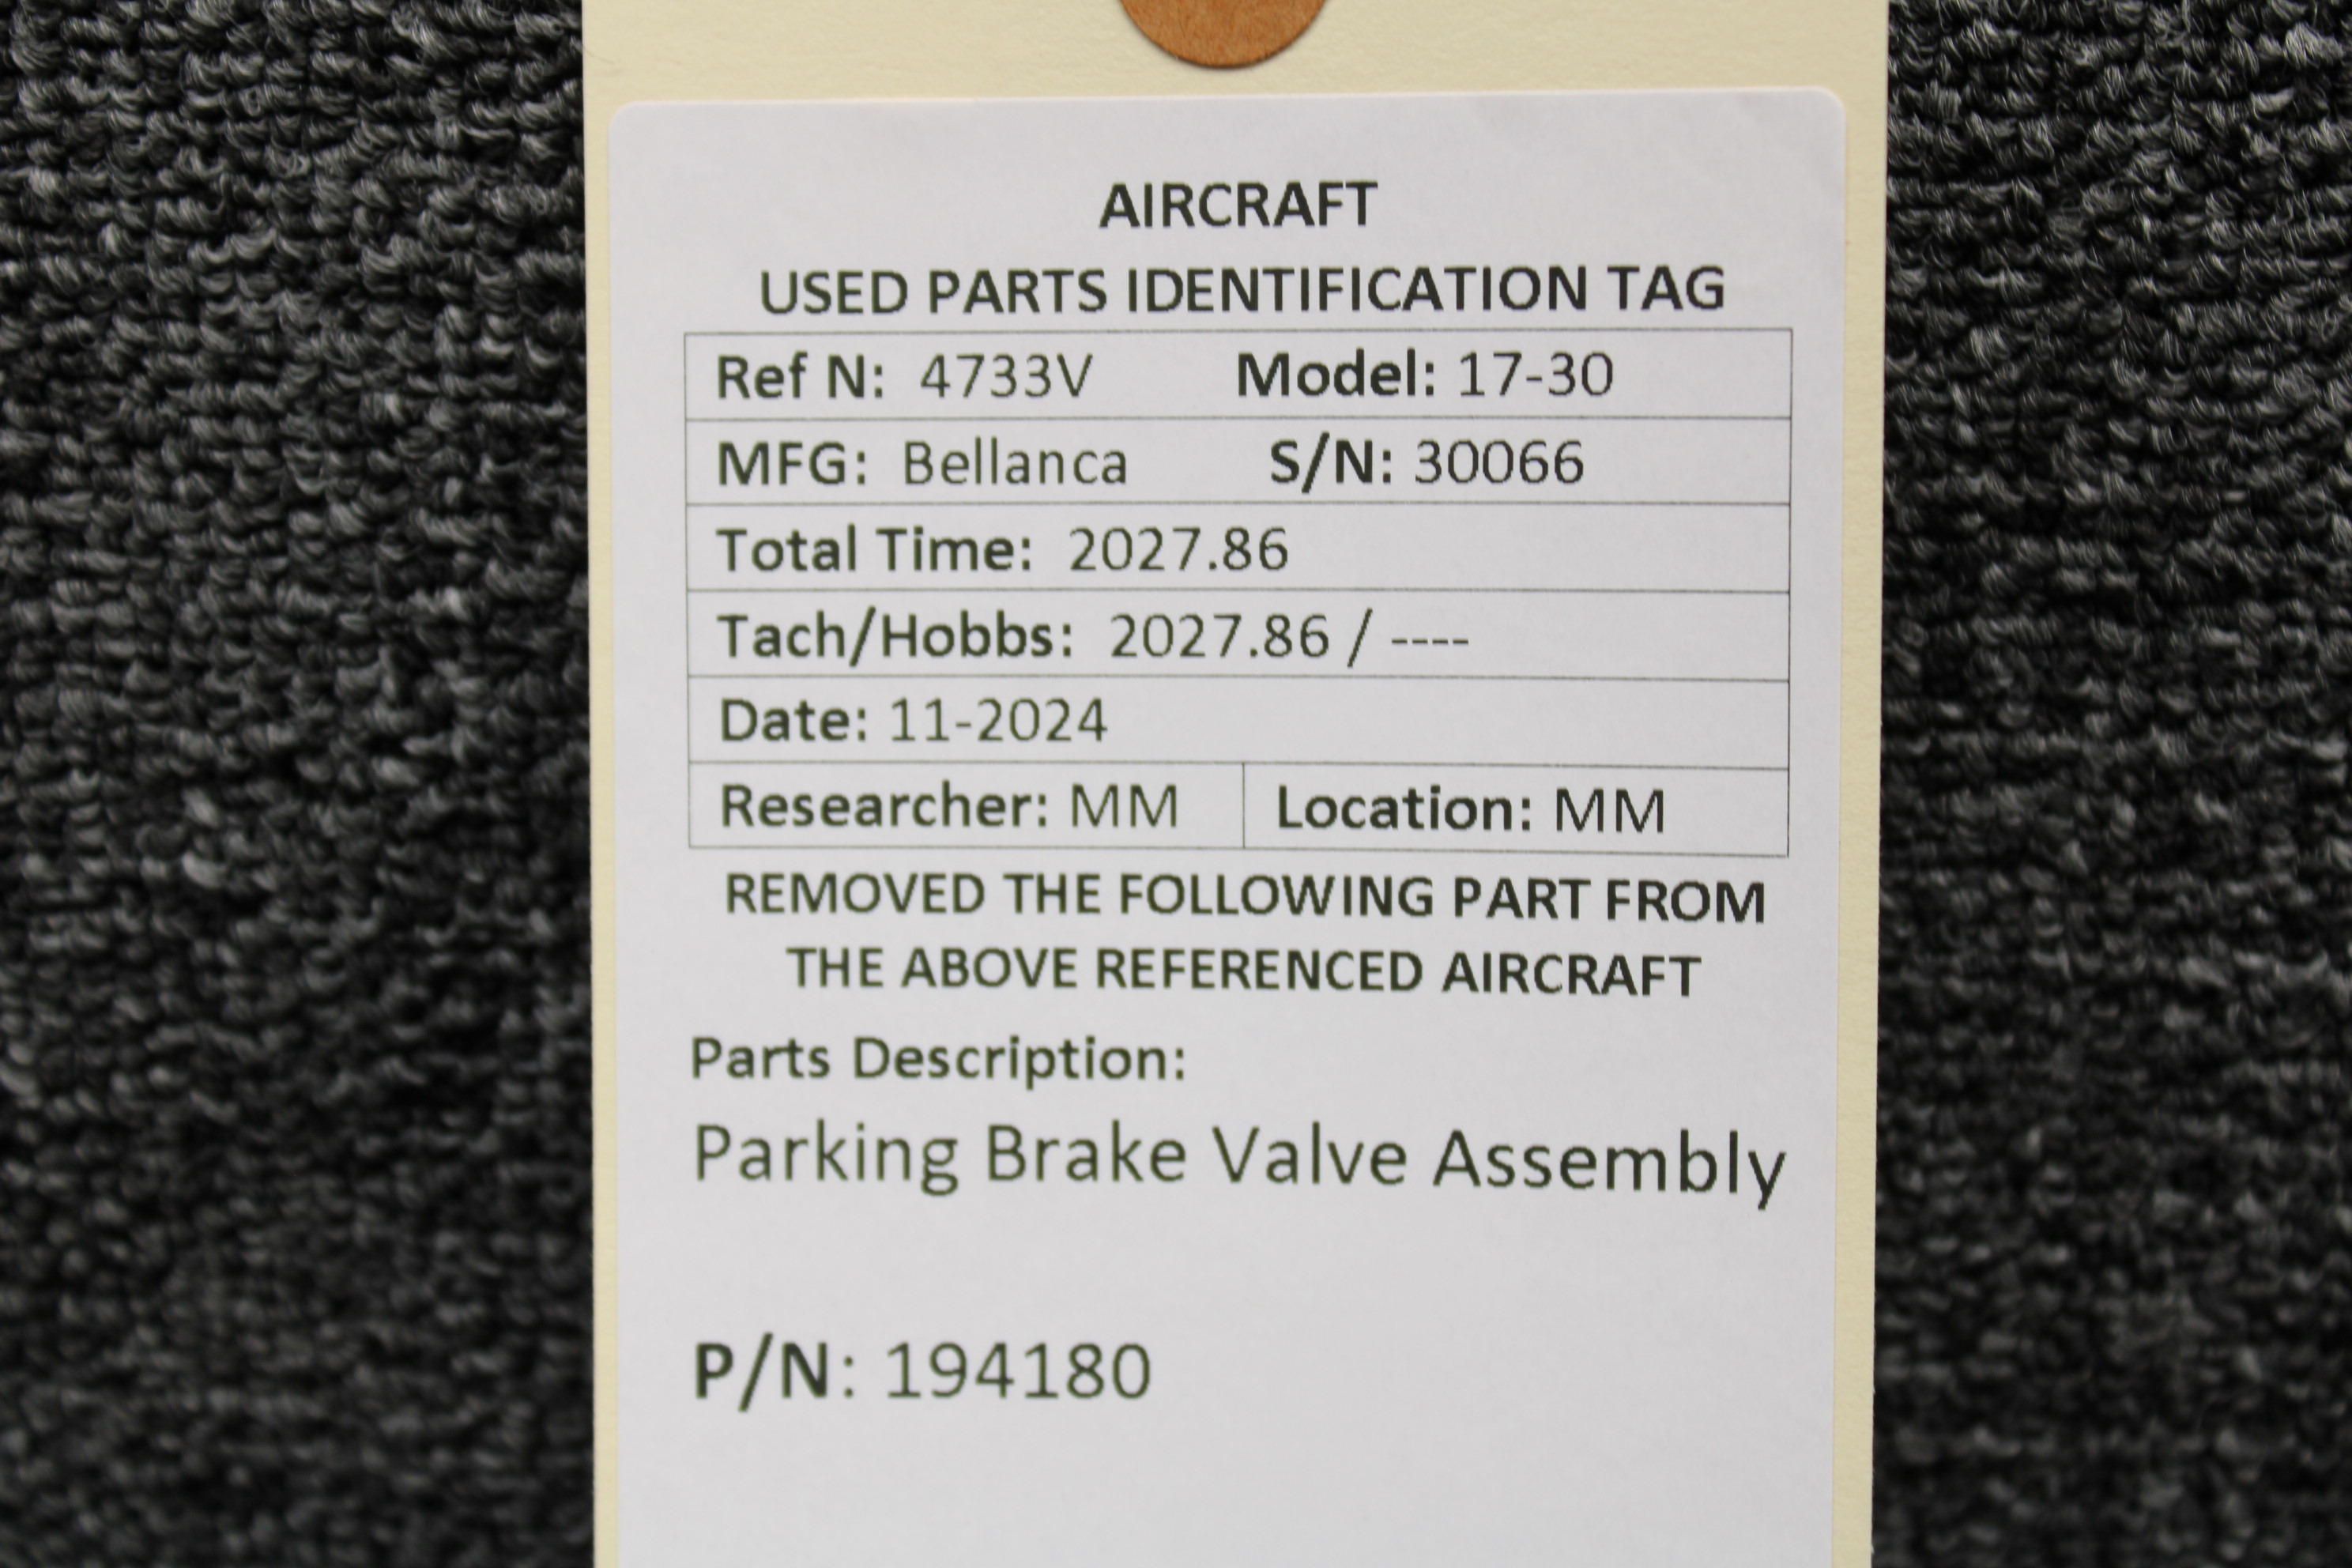 AIRCRAFT
USED PARTS IDENTIFICATION TAG
Ref N: 4733V Model: 17-30
MFG: Bellanca S/N: 30066
Total Time: 2027.86
Tach/Hobbs: 2027.86 / ----
Date: 11-2024
Researcher: MM Location: MM
REMOVED THE FOLLOWING PART FROM
THE ABOVE REFERENCED AIRCRAFT
Parts Description:
Parking Brake Valve Assembly
P/N: 194180